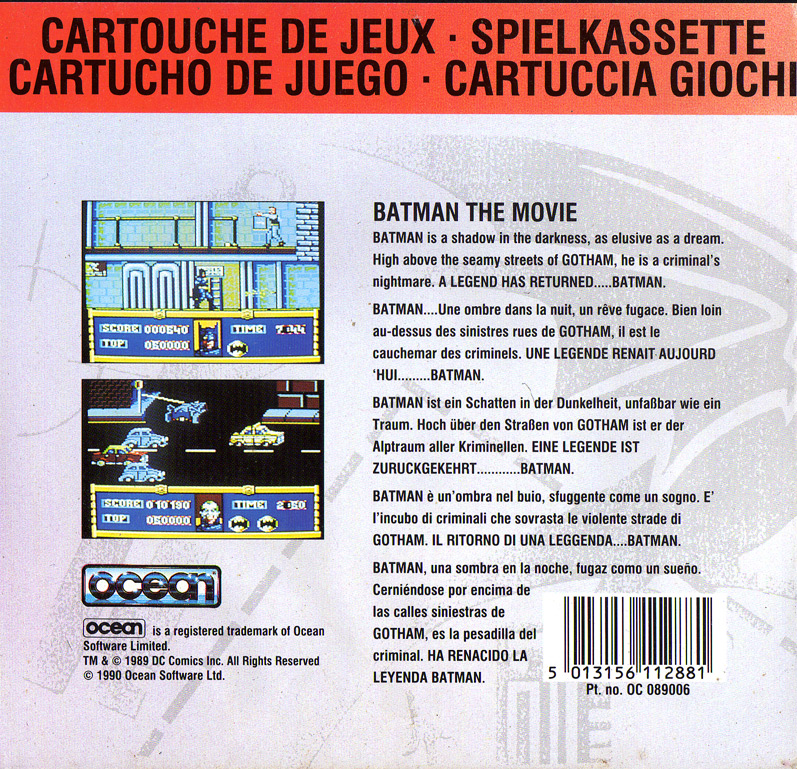 CARTOUCHE DE JEUX · SPIELKASSETTE
CARTUCHO DE JUEGO · CARTUCCIA GIOCHI
SCORE: 000540 TIME:
TOP: 050000
SCORE: 010190 TIME:
TOP: 050000
ocean
ocean is a registered trademark of Ocean
Software Limited.
TM & © 1989 DC Comics Inc. All Rights Reserved
© 1990 Ocean Software Ltd.
BATMAN THE MOVIE
BATMAN is a shadow in the darkness, as elusive as a dream.
High above the seamy streets of GOTHAM, he is a criminal's
nightmare. A LEGEND HAS RETURNED.....BATMAN.
BATMAN....Une ombre dans la nuit, un rêve fugace. Bien loin
au-dessus des sinistres rues de GOTHAM, il est le
cauchemar des criminels. UNE LEGENDE RENAIT AUJOURD
‘HUI.........BATMAN.
BATMAN ist ein Schatten in der Dunkelheit, unfaßbar wie ein
Traum. Hoch über den Straßen von GOTHAM ist er der
Alptraum aller Kriminellen. EINE LEGENDE IST
ZURUCKGEKEHRT............BATMAN.
BATMAN è un'ombra nel buio, sfuggente come un sogno. E'
l'incubo di criminali che sovrasta le violente strade di
GOTHAM. IL RITORNO DI UNA LEGGENDA....BATMAN.
BATMAN, una sombra en la noche, fugaz como un sueño.
Cerniéndose por encima de
las calles siniestras de
GOTHAM, es la pesadilla del
criminal. HA RENACIDO LA
LEYENDA BATMAN.
5 013156 112881
Pt. no. OC 089006